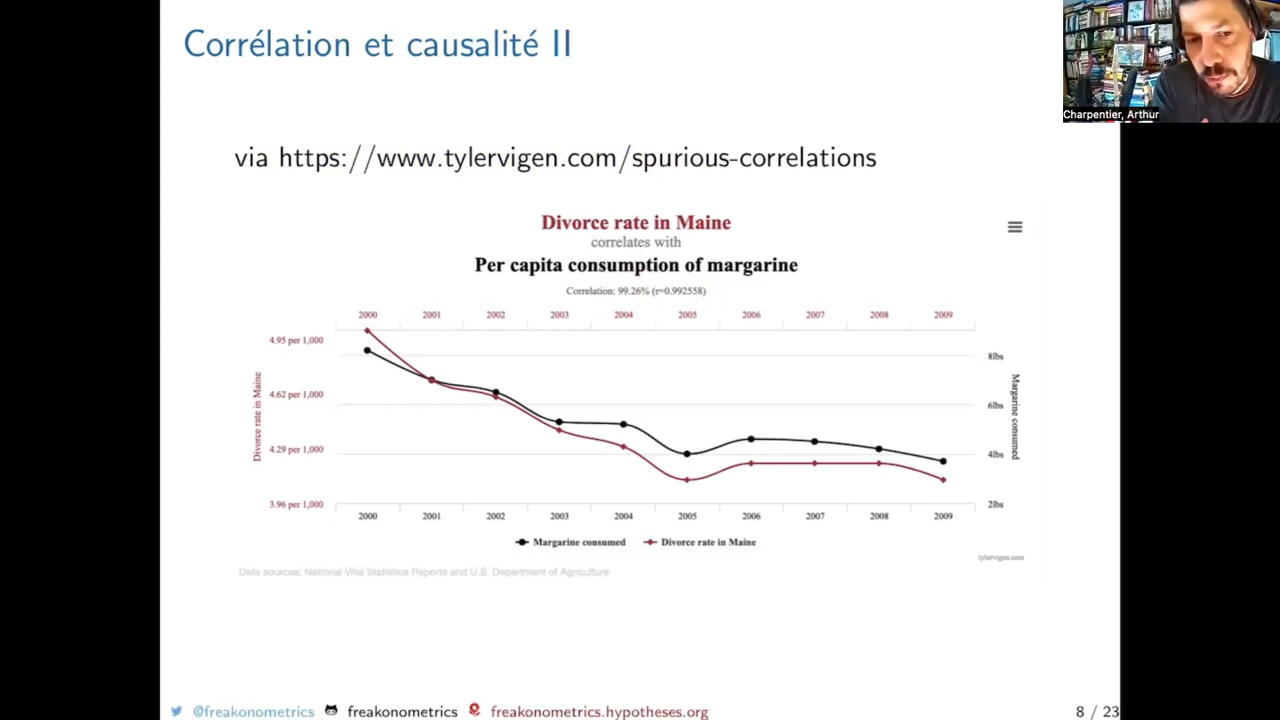 Corrélation et causalité II
Charpentier, Arthur
via https://www.tylervigen.com/spurious-correlations
Divorce rate in Maine
correlates with
Per capita consumption of margarine
Correlation: 99.26% (r=0.992558)
2000 2001 2002 2003 2004 2005 2006 2007 2008 2009
4.95 per 1,000
4.62 per 1,000
4.29 per 1,000
3.96 per 1,000
Divorce rate in Maine
8lbs
6lbs
4lbs
2lbs
Margarine consumed
2000 2001 2002 2003 2004 2005 2006 2007 2008 2009
Margarine consumed Divorce rate in Maine
tylervigen.com
Data sources: National Vital Statistics Reports and U.S. Department of Agriculture
@freakonometrics freakonometrics freakonometrics.hypotheses.org 8 / 23